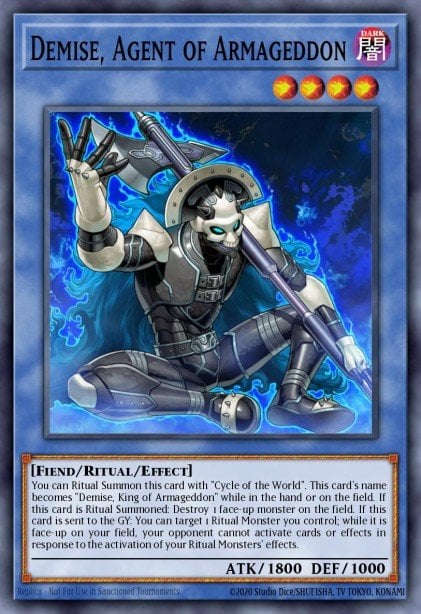 Demise, Agent of Armageddon
DARK
闇
[Fiend/Ritual/Effect]
You can Ritual Summon this card with "Cycle of the World". This card's name
becomes "Demise, King of Armageddon" while in the hand or on the field. If
this card is Ritual Summoned: Destroy 1 face-up monster on the field. If this
card is sent to the GY: You can target 1 Ritual Monster you control; while it is
face-up on your field, your opponent cannot activate cards or effects in
response to the activation of your Ritual Monsters' effects.
ATK/1800 DEF/1000
Replica - Not For Use in Sanctioned Tournaments.
©2020 Studio Dice/SHUEISHA, TV TOKYO, KONAMI